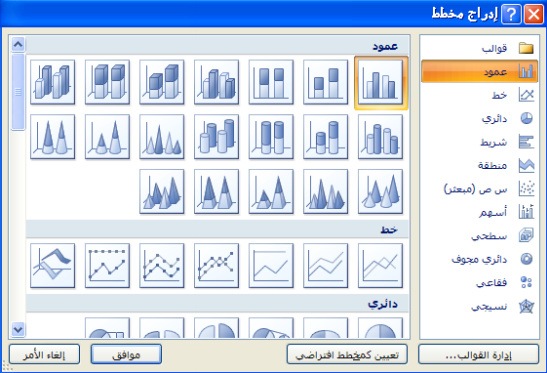 إدراج مخطط
قوالب
عمود
خط
دائري
شريط
منطقة
س ص (مبعثر)
أسهم
سطحي
دائري مجوف
فقاعي
نسيجي
عمود
خط
دائري
إدارة القوالب...
تعيين كمخطط افتراضي
موافق
إلغاء الأمر